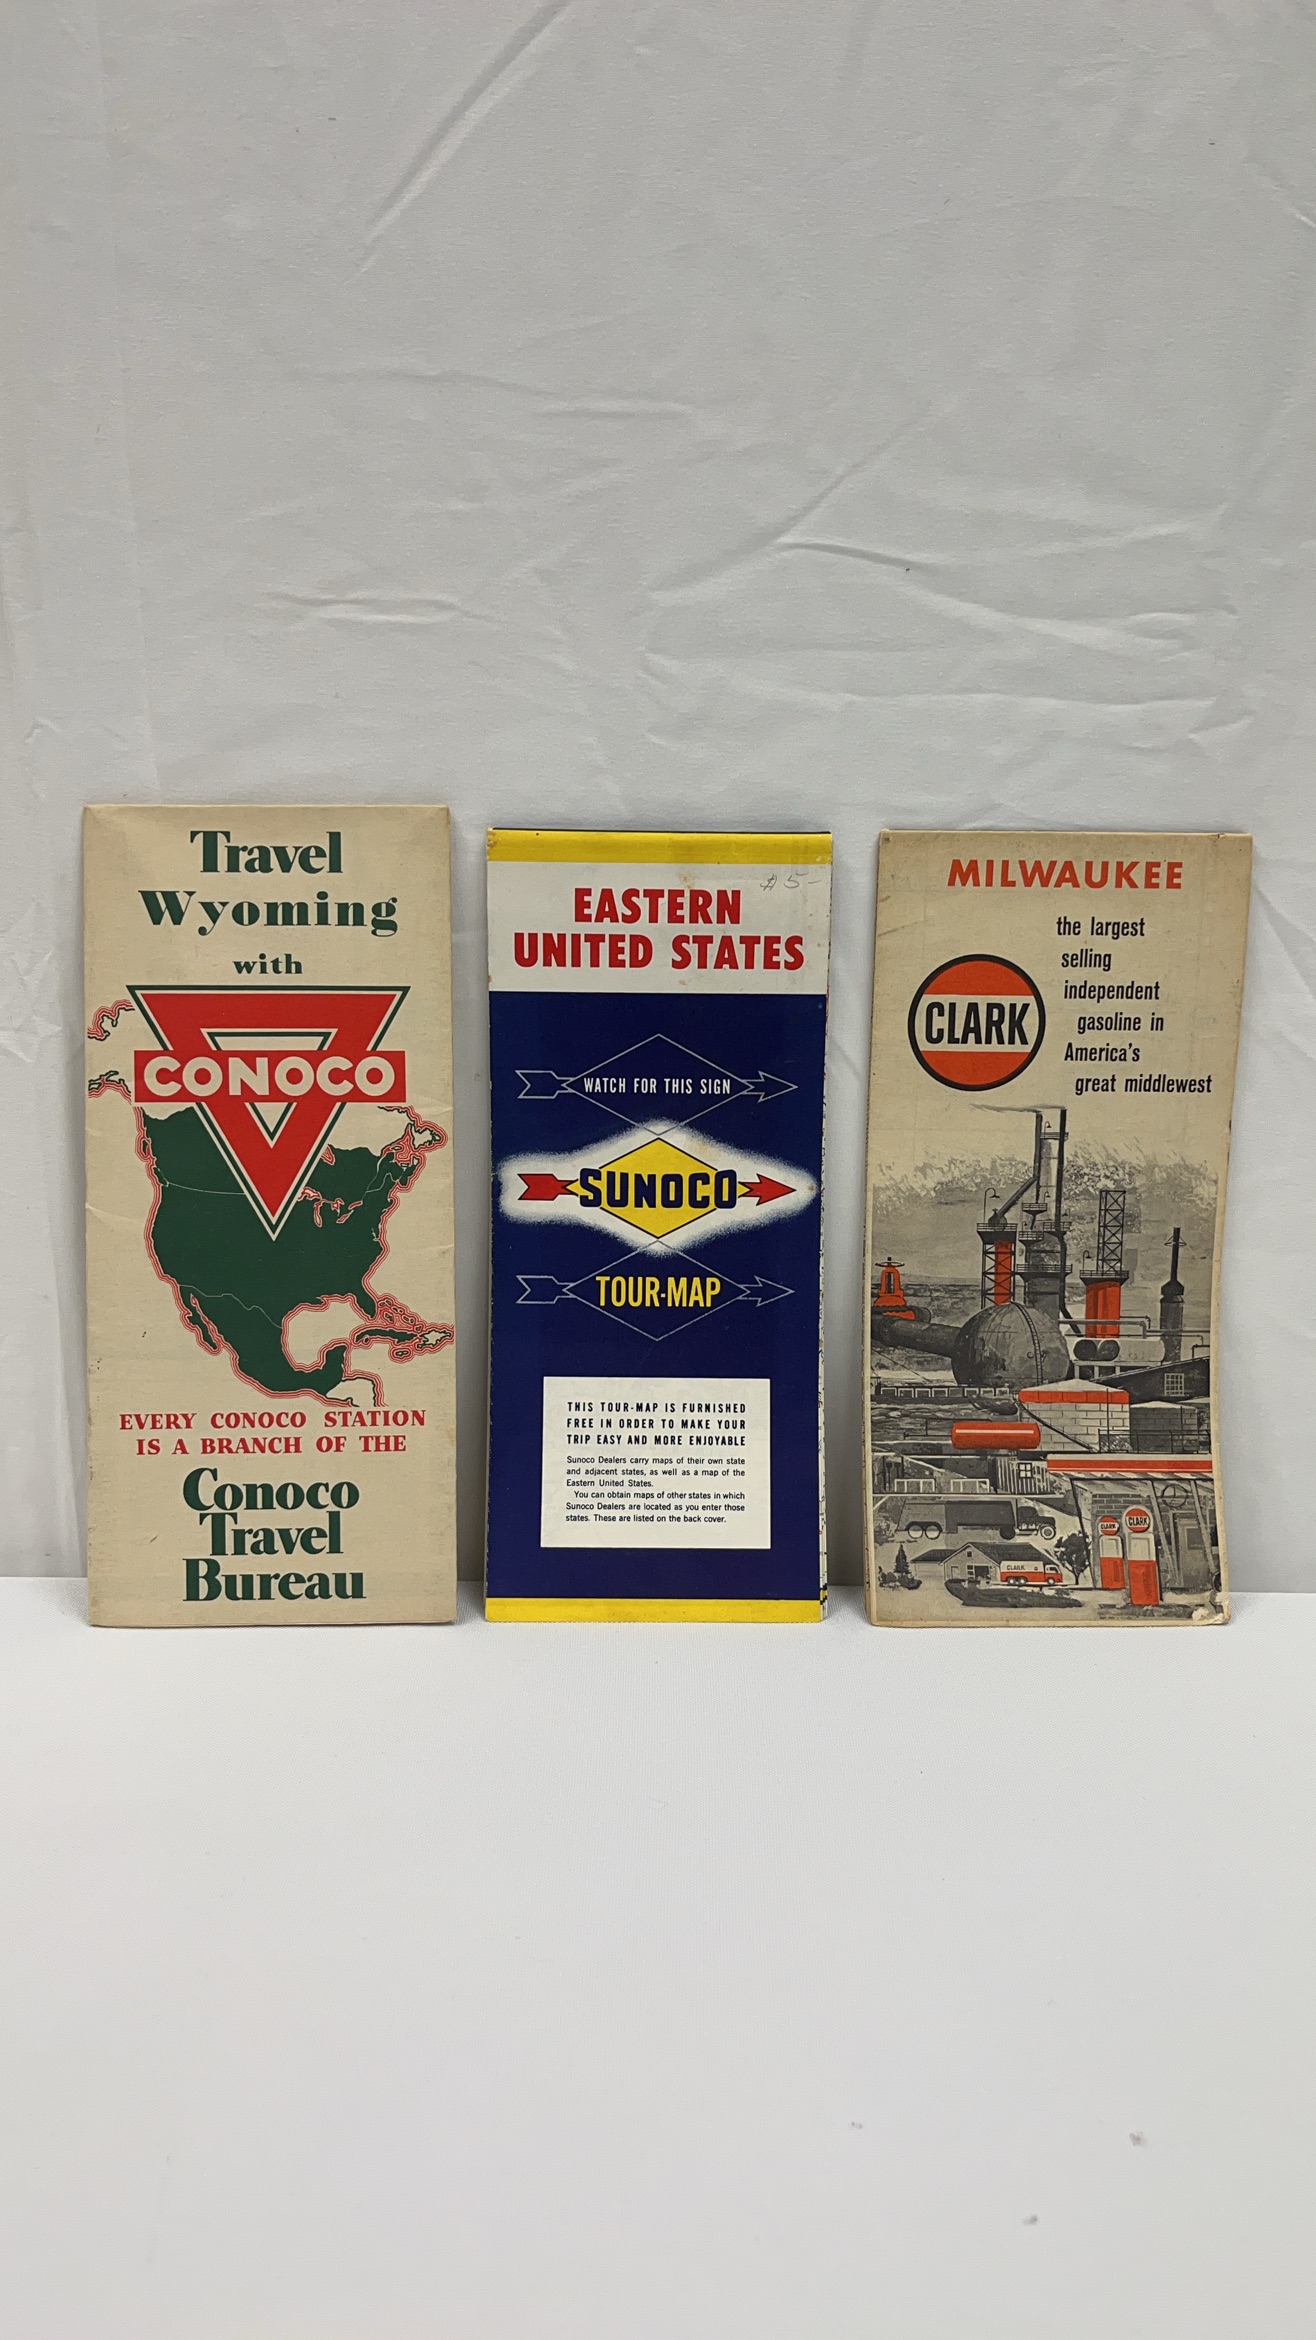 Travel
Wyoming
with
CONOCO
EVERY CONOCO STATION
IS A BRANCH OF THE
Conoco
Travel
Bureau
$5-
EASTERN
UNITED STATES
WATCH FOR THIS SIGN
SUNOCO
TOUR-MAP
THIS TOUR-MAP IS FURNISHED
FREE IN ORDER TO MAKE YOUR
TRIP EASY AND MORE ENJOYABLE
Sunoco Dealers carry maps of their own state
and adjacent states, as well as a map of the
Eastern United States.
You can obtain maps of other states in which
Sunoco Dealers are located as you enter those
states. These are listed on the back cover.
MILWAUKEE
the largest
selling
independent
gasoline in
America's
great middlewest
CLARK
CLARK
CLARK
CLARK